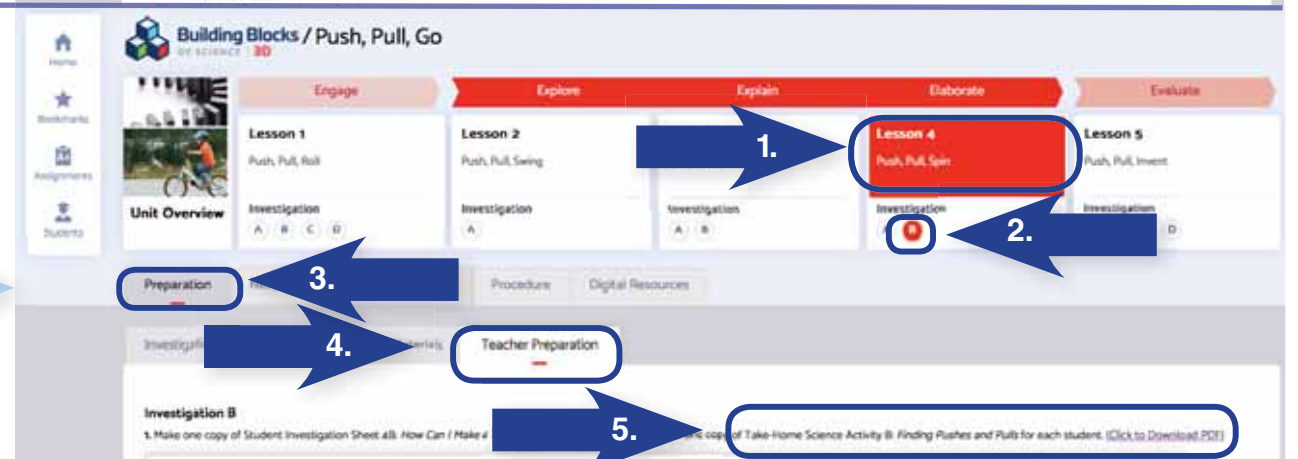 Building Blocks / Push, Pull, Go
OF SCIENCE 3D
Home
Bookmarks
Assignments
Students
Unit Overview
Engage
Explore
Explain
Elaborate
Evaluate
Lesson 1
Push, Pull, Roll
Investigation
A B C D
Lesson 2
Push, Pull, Swing
Investigation
A
Investigation
A B
1.
Lesson 4
Push, Pull, Spin
Investigation
B
2.
Lesson 5
Push, Pull, Invent
Investigation
D
Preparation
3.
Procedure
Digital Resources
4.
Teacher Preparation
Investigation B
1. Make one copy of Student Investigation Sheet 4B: How Can I Make a
5.
copy of Take-Home Science Activity B: Finding Pushes and Pulls for each student. (Click to Download PDF)